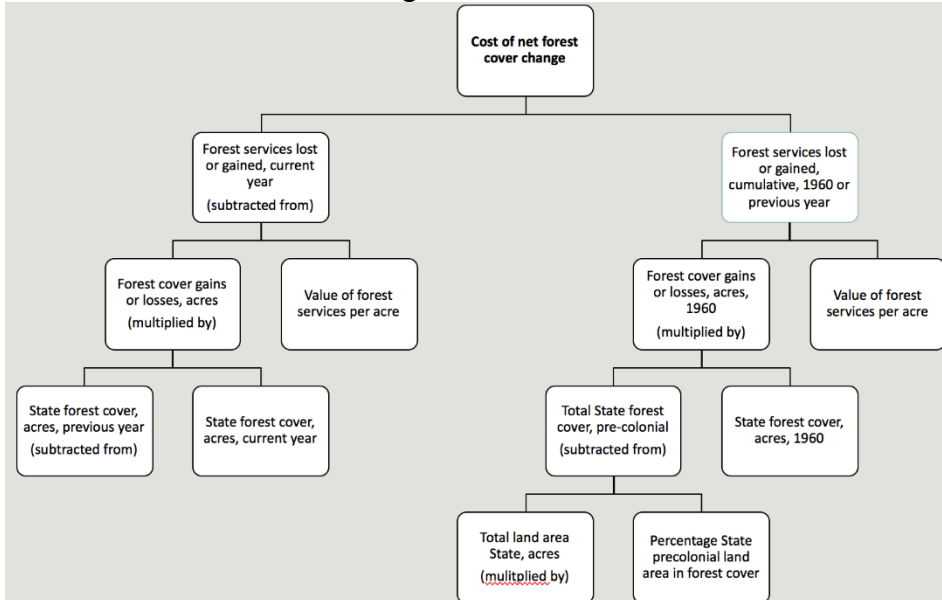 Cost of net forest
cover change
Forest services lost
or gained, current
year
(subtracted from)
Forest services lost
or gained,
cumulative, 1960 or
previous year
Forest cover gains
or losses, acres
(multiplied by)
Value of forest
services per acre
Forest cover gains
or losses, acres,
1960
(multiplied by)
Value of forest
services per acre
State forest cover,
acres, previous year
(subtracted from)
State forest cover,
acres, current year
Total State forest
cover, pre-colonial
(subtracted from)
State forest cover,
acres, 1960
Total land area
State, acres
(mulitplied by)
Percentage State
precolonial land
area in forest cover